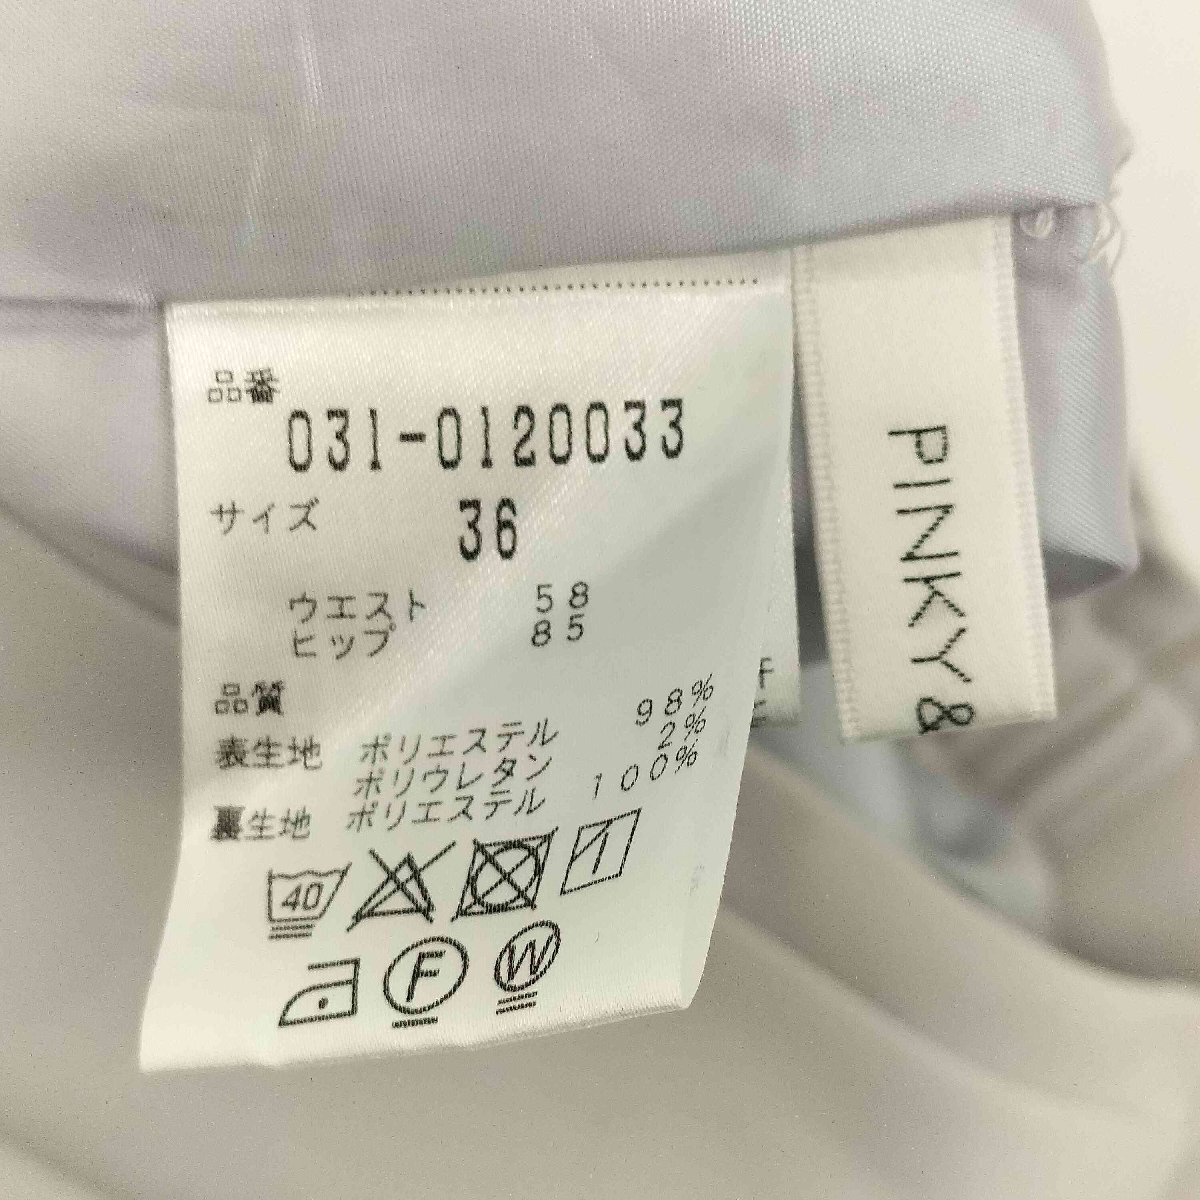 品番
031-0120033
サイズ 36
ウエスト 58
ヒップ 85
品質
表生地 ポリエステル 98%
ポリウレタン 2%
裏生地 ポリエステル 100%
40
F
W
PINKY&